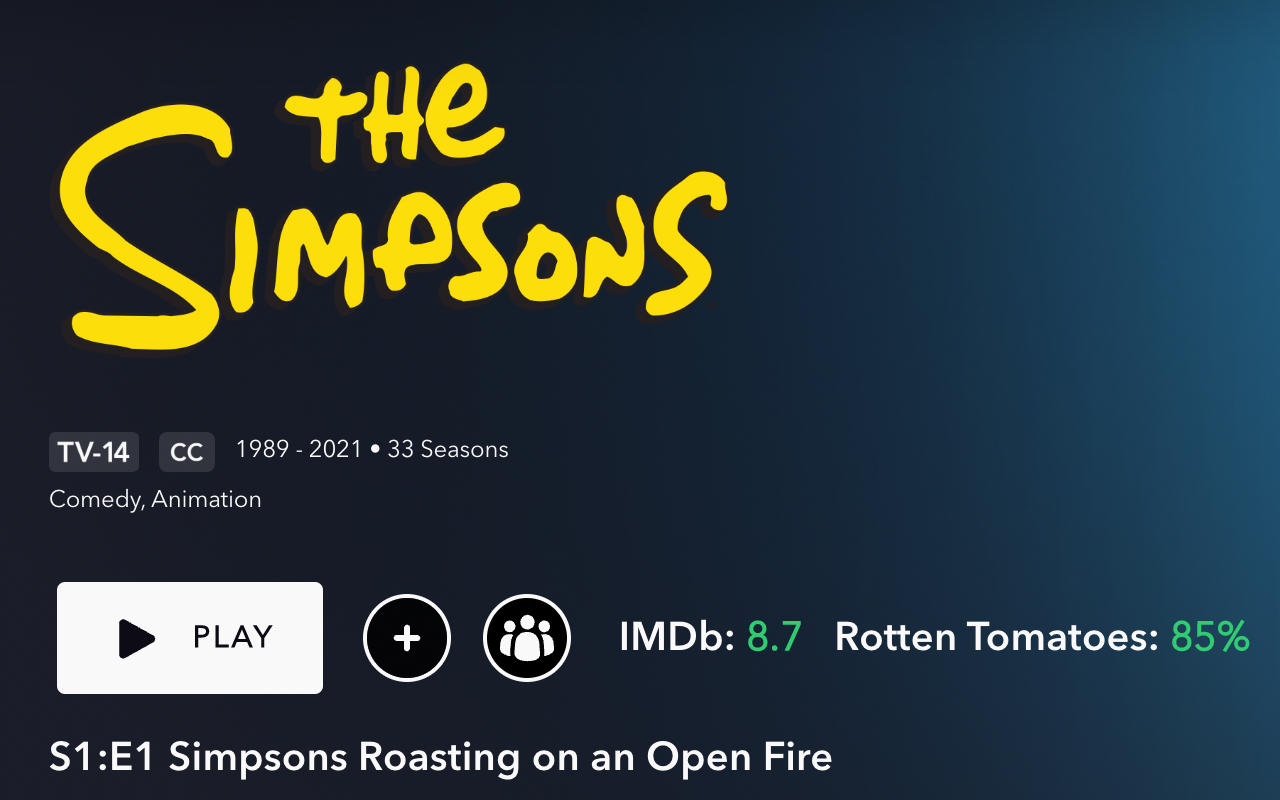 THE
SIMPSONS
TV-14 CC 1989 - 2021 • 33 Seasons
Comedy, Animation
PLAY IMDb: 8.7 Rotten Tomatoes: 85%
S1:E1 Simpsons Roasting on an Open Fire